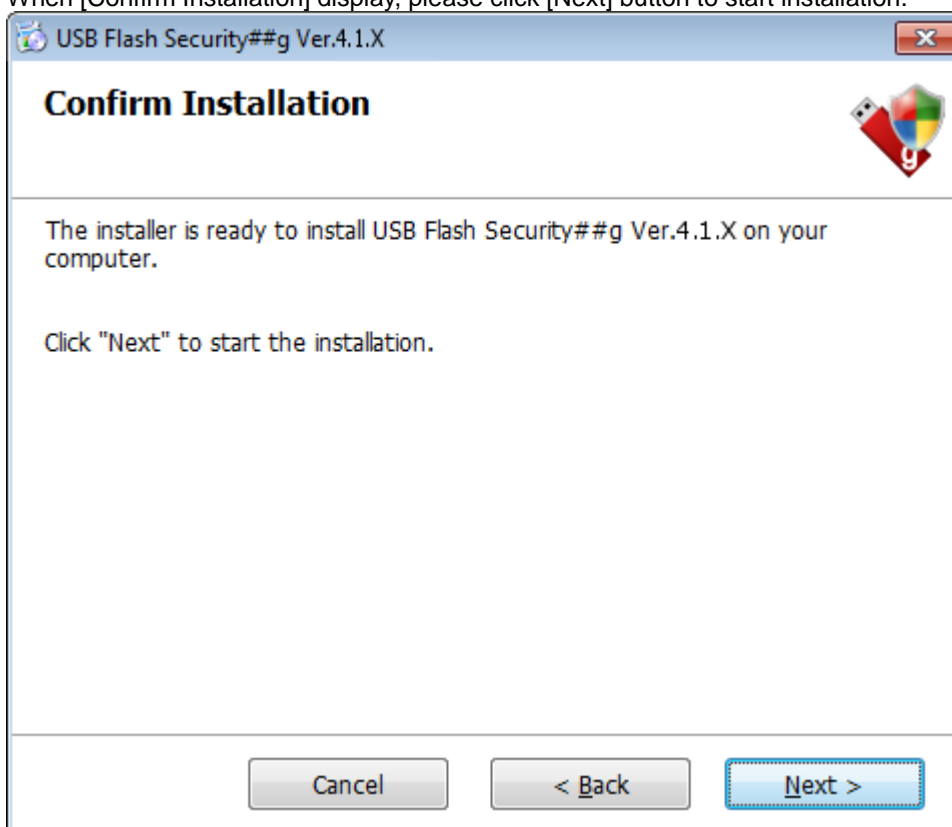 When [Confirm Installation] display, please click [Next] button to start installation.
USB Flash Security##g Ver.4.1.X
Confirm Installation
g
The installer is ready to install USB Flash Security##g Ver.4.1.X on your
computer.
Click "Next" to start the installation.
Cancel
< Back
Next >